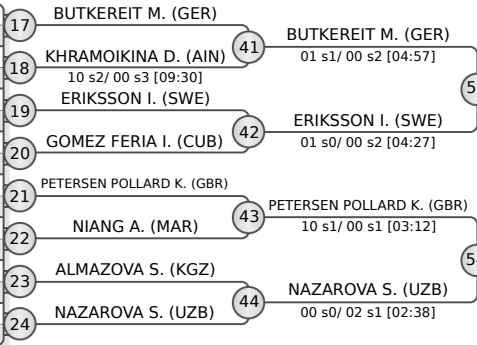 17
BUTKEREIT M. (GER)
41
BUTKEREIT M. (GER)
01 s1/ 00 s2 [04:57]
18
KHRAMOIKINA D. (AIN)
10 s2/ 00 s3 [09:30]
19
ERIKSSON I. (SWE)
42
ERIKSSON I. (SWE)
01 s0/ 00 s2 [04:27]
20
GOMEZ FERIA I. (CUB)
21
PETERSEN POLLARD K. (GBR)
43
PETERSEN POLLARD K. (GBR)
10 s1/ 00 s1 [03:12]
22
NIANG A. (MAR)
23
ALMAZOVA S. (KGZ)
44
NAZAROVA S. (UZB)
00 s0/ 02 s1 [02:38]
24
NAZAROVA S. (UZB)